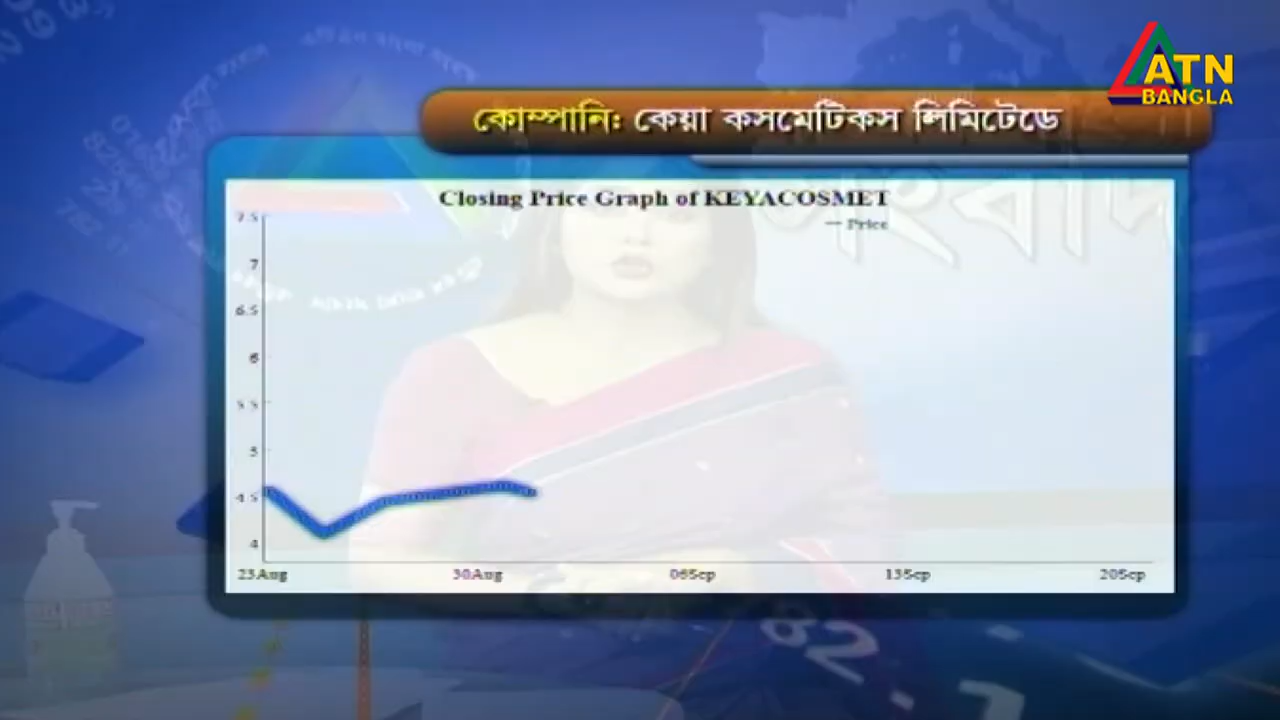 ATN
BANGLA
কোম্পানি: কেয়া কসমেটিকস লিমিটেডে
Closing Price Graph of KEYACOSMET
Price
7.5
7
6.5
6
5.5
5
4.5
4
23Aug 30Aug 06Sep 13Sep 20Sep
সংবাদ
82